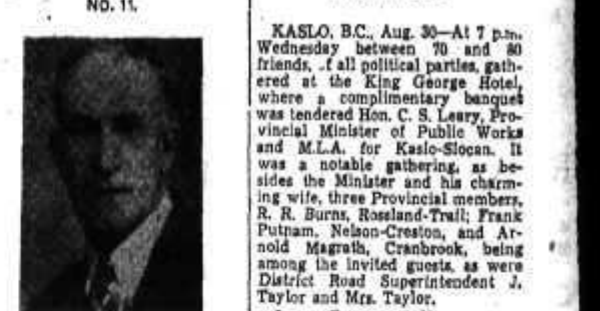 No. 11.
KASLO, B.C., Aug. 30—At 7 p.m.
Wednesday between 70 and 80
friends, .f all political parties, gath-
ered at the King George Hotel,
where a complimentary banquet
was tendered Hon. C. S. Leary, Pro-
vincial Minister of Public Works
and M.L.A. for Kaslo-Slocan. It
was a notable gathering, as be-
sides the Minister and his charm-
ing wife, three Provincial members,
R. R. Burns, Rossland-Trail; Frank
Putnam, Nelson-Creston, and Ar-
nold Magrath, Cranbrook, being
among the invited guests, as were
District Road Superintendent J.
Taylor and Mrs. Taylor.